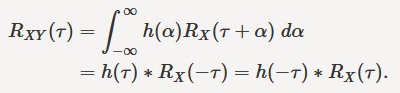 R_{XY}(τ) = ∫_{-∞}^{∞} h(α)R_X(τ + α) dα
= h(τ) * R_X(−τ) = h(−τ) * R_X(τ).